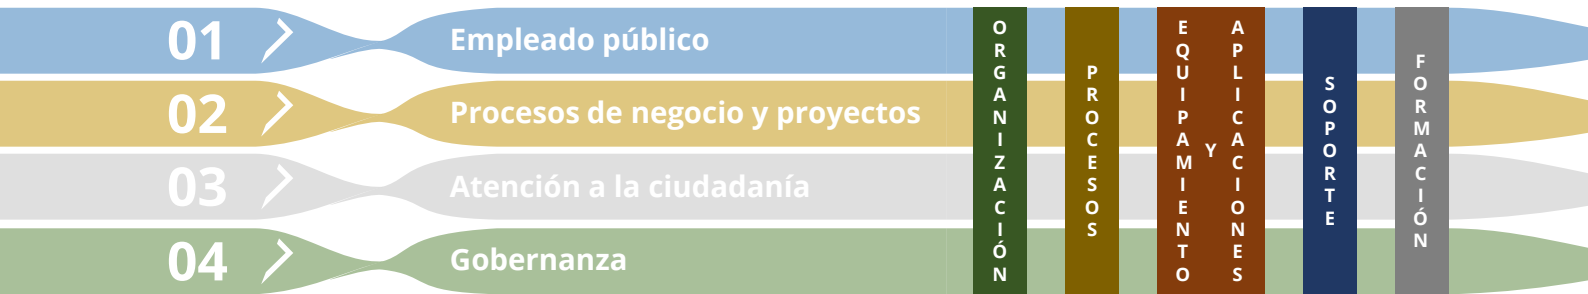 01 Empleado público
02 Procesos de negocio y proyectos
03 Atención a la ciudadanía
04 Gobernanza
ORGANIZACIÓN
PROCESOS
EQUIPAMIENTO Y APLICACIONES
SOPORTE
FORMACIÓN